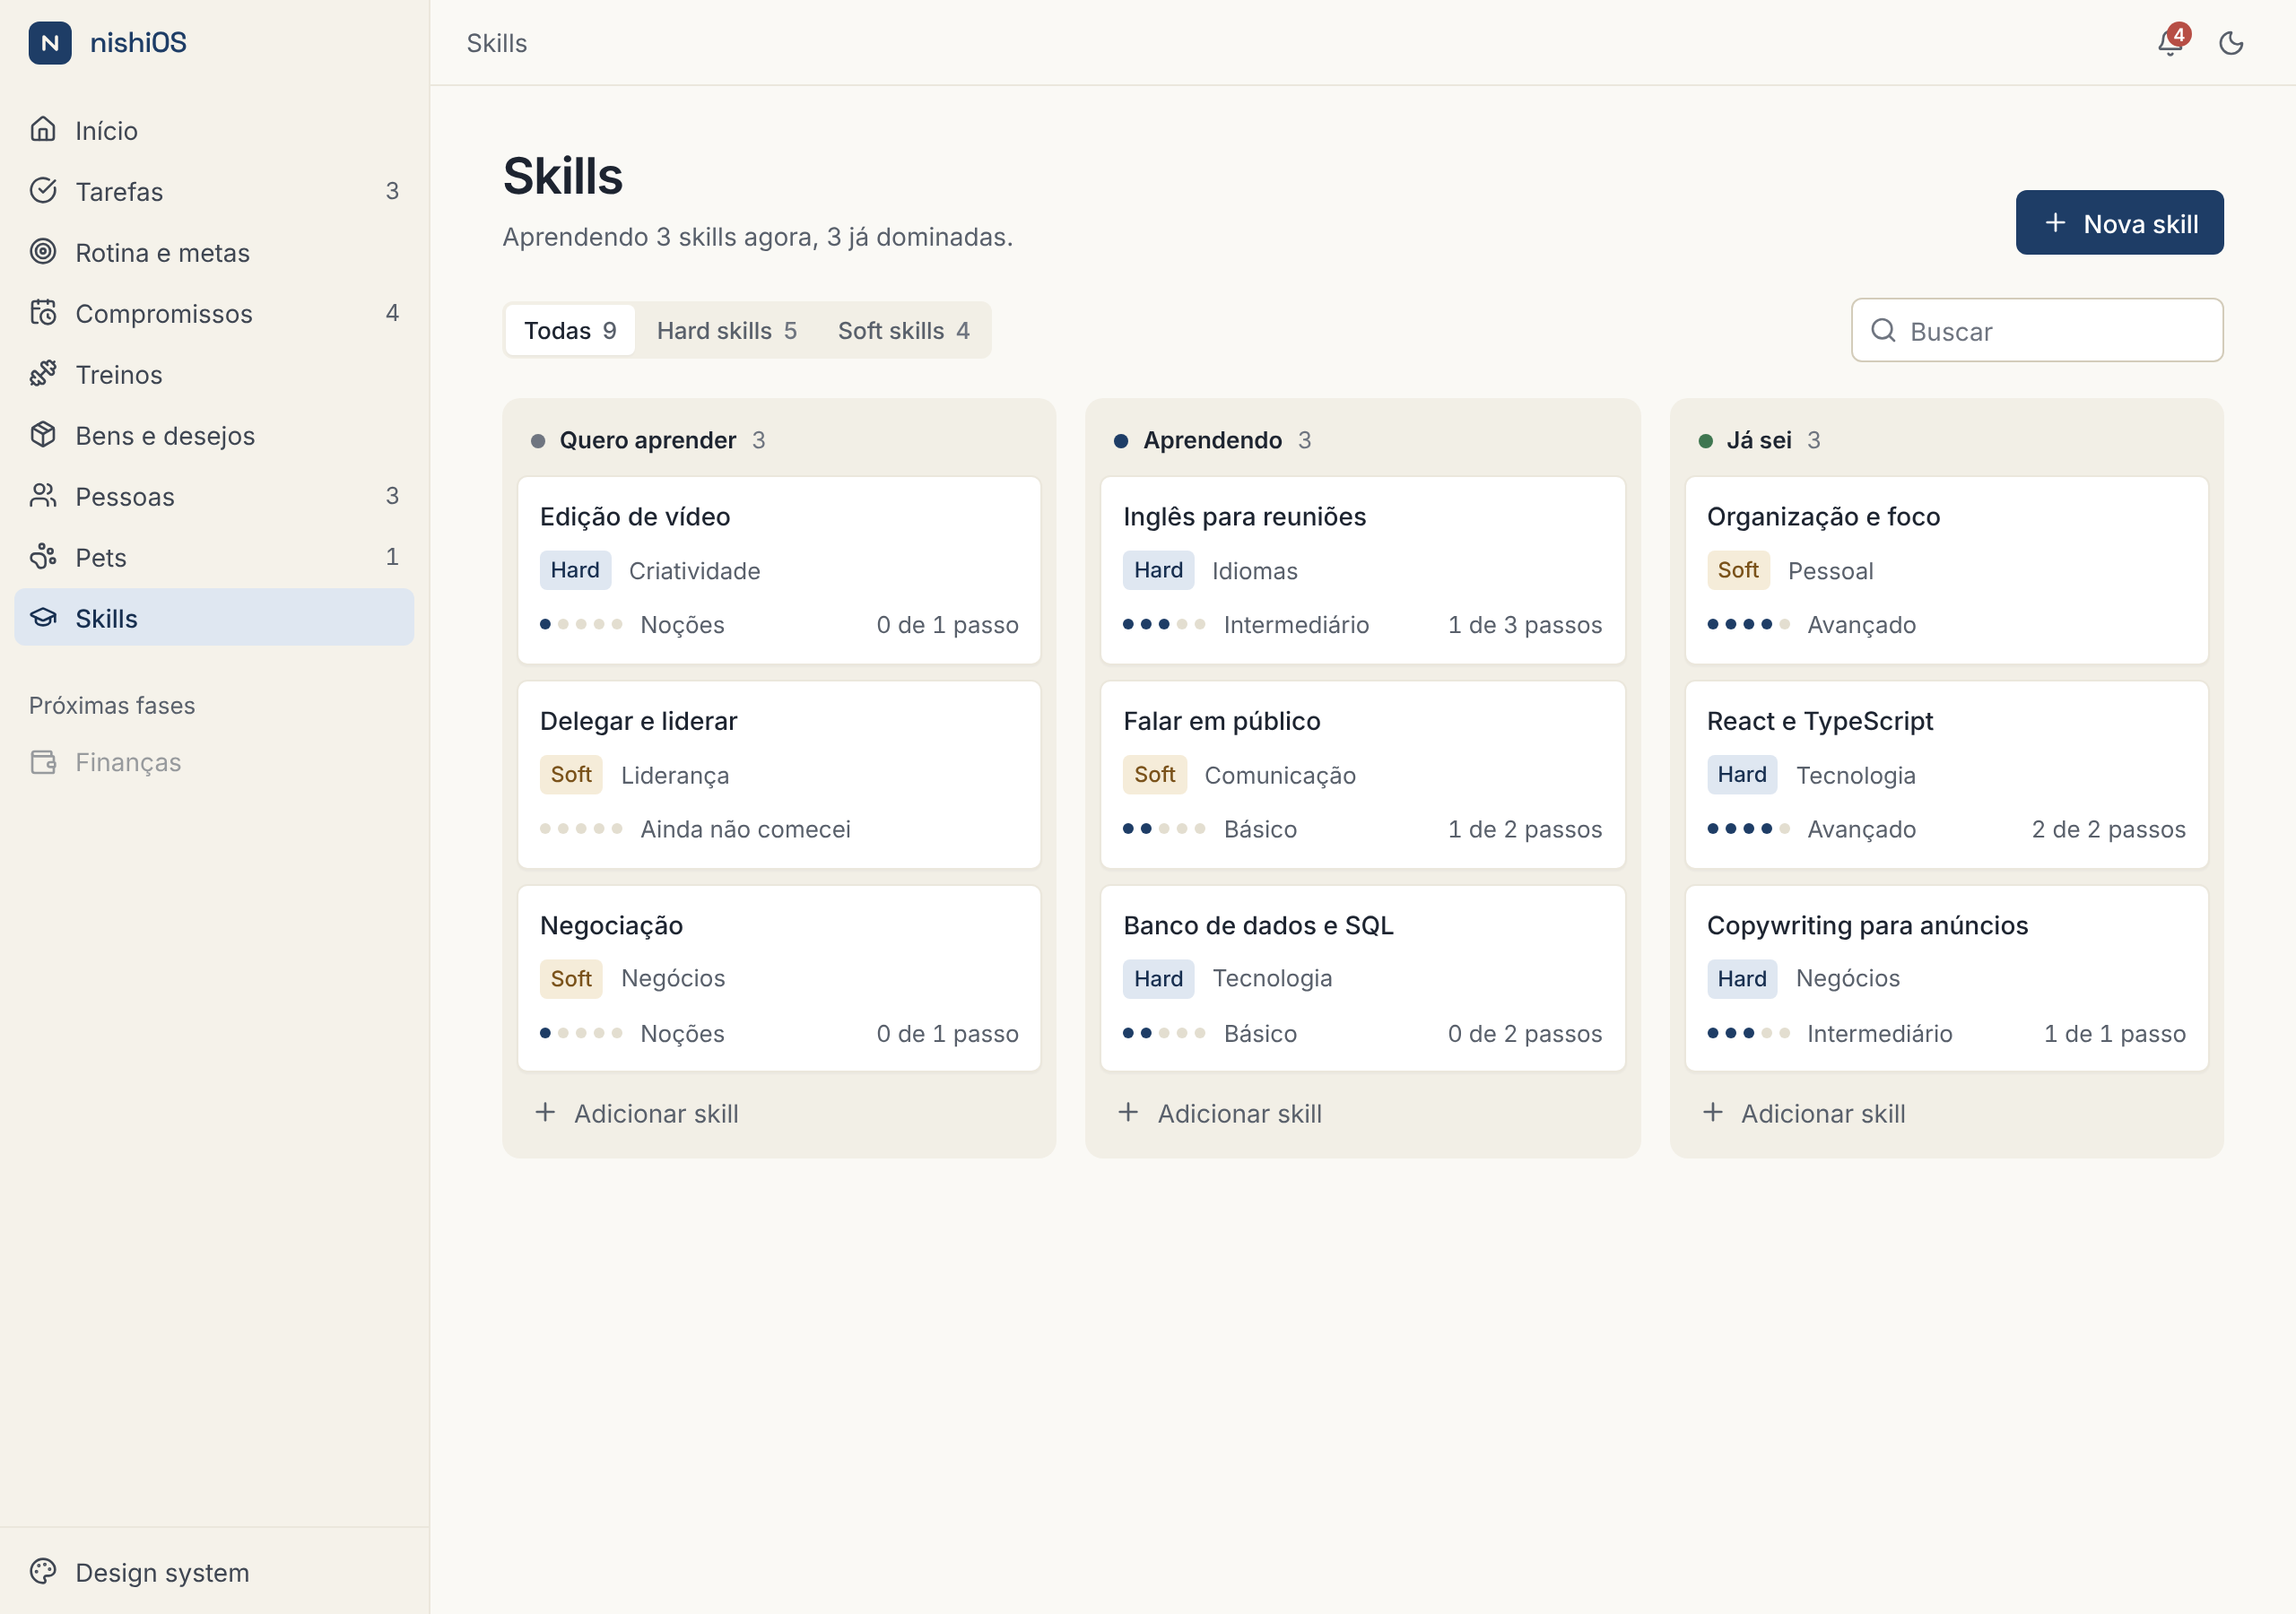 N nishiOS
Início
Tarefas 3
Rotina e metas
Compromissos 4
Treinos
Bens e desejos
Pessoas 3
Pets 1
Skills
Próximas fases
Finanças
Design system
Skills
4
Skills
Aprendendo 3 skills agora, 3 já dominadas.
Nova skill
Todas 9 Hard skills 5 Soft skills 4
Buscar
Quero aprender 3
Edição de vídeo
Hard Criatividade
Noções 0 de 1 passo
Delegar e liderar
Soft Liderança
Ainda não comecei
Negociação
Soft Negócios
Noções 0 de 1 passo
Adicionar skill
Aprendendo 3
Inglês para reuniões
Hard Idiomas
Intermediário 1 de 3 passos
Falar em público
Soft Comunicação
Básico 1 de 2 passos
Banco de dados e SQL
Hard Tecnologia
Básico 0 de 2 passos
Adicionar skill
Já sei 3
Organização e foco
Soft Pessoal
Avançado
React e TypeScript
Hard Tecnologia
Avançado 2 de 2 passos
Copywriting para anúncios
Hard Negócios
Intermediário 1 de 1 passo
Adicionar skill